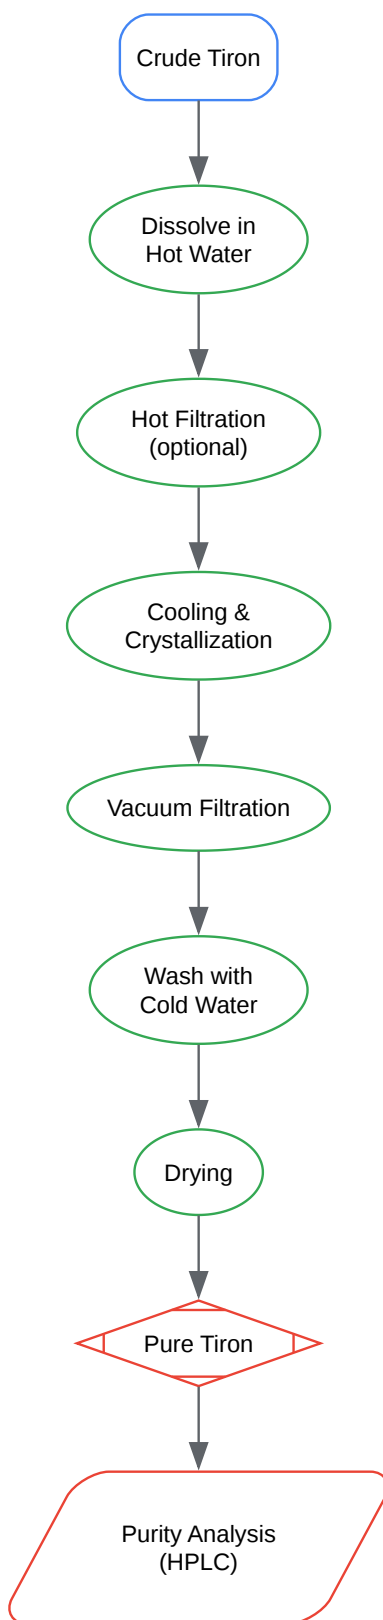 Crude Tiron
Dissolve in
Hot Water
Hot Filtration
(optional)
Cooling &
Crystallization
Vacuum Filtration
Wash with
Cold Water
Drying
Pure Tiron
Purity Analysis
(HPLC)